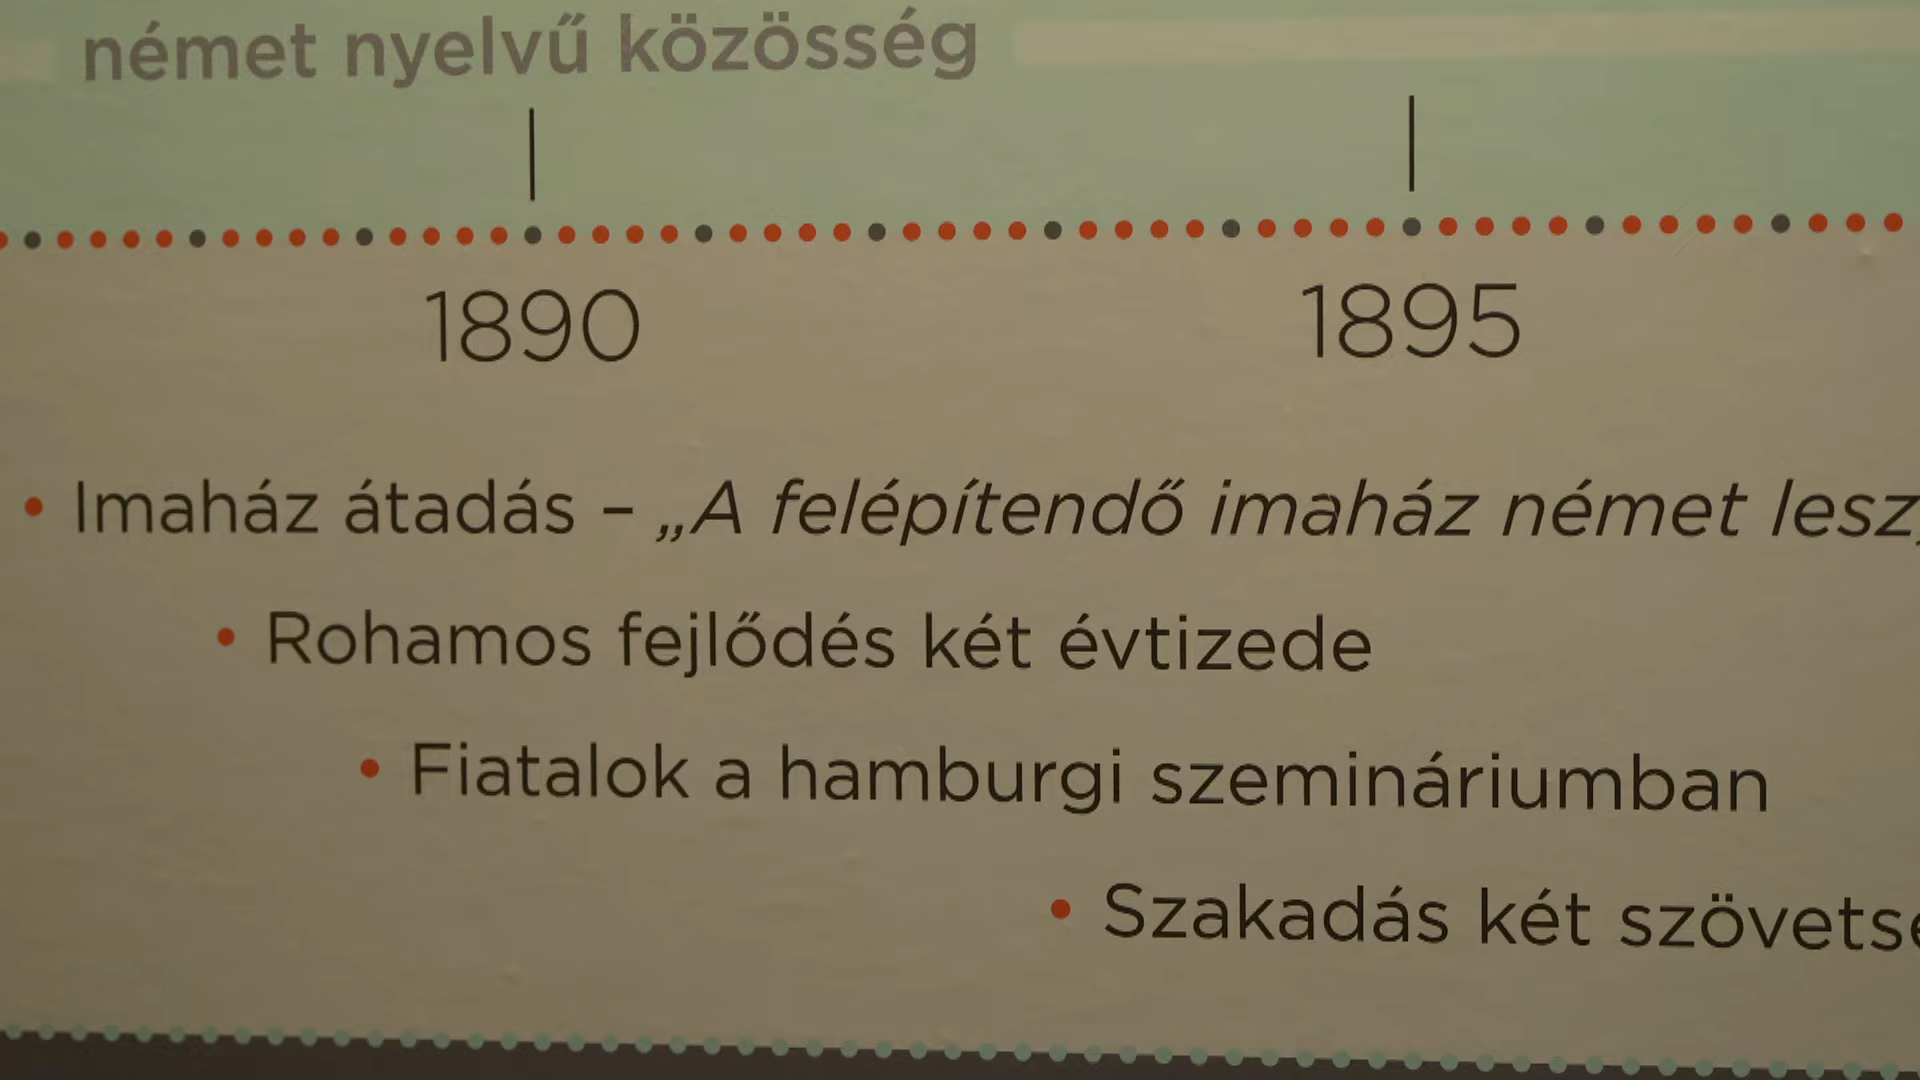 német nyelvű közösség
1890 1895
• Imaház átadás – „A felépítendő imaház német lesz,
• Rohamos fejlődés két évtizede
• Fiatalok a hamburgi szemináriumban
• Szakadás két